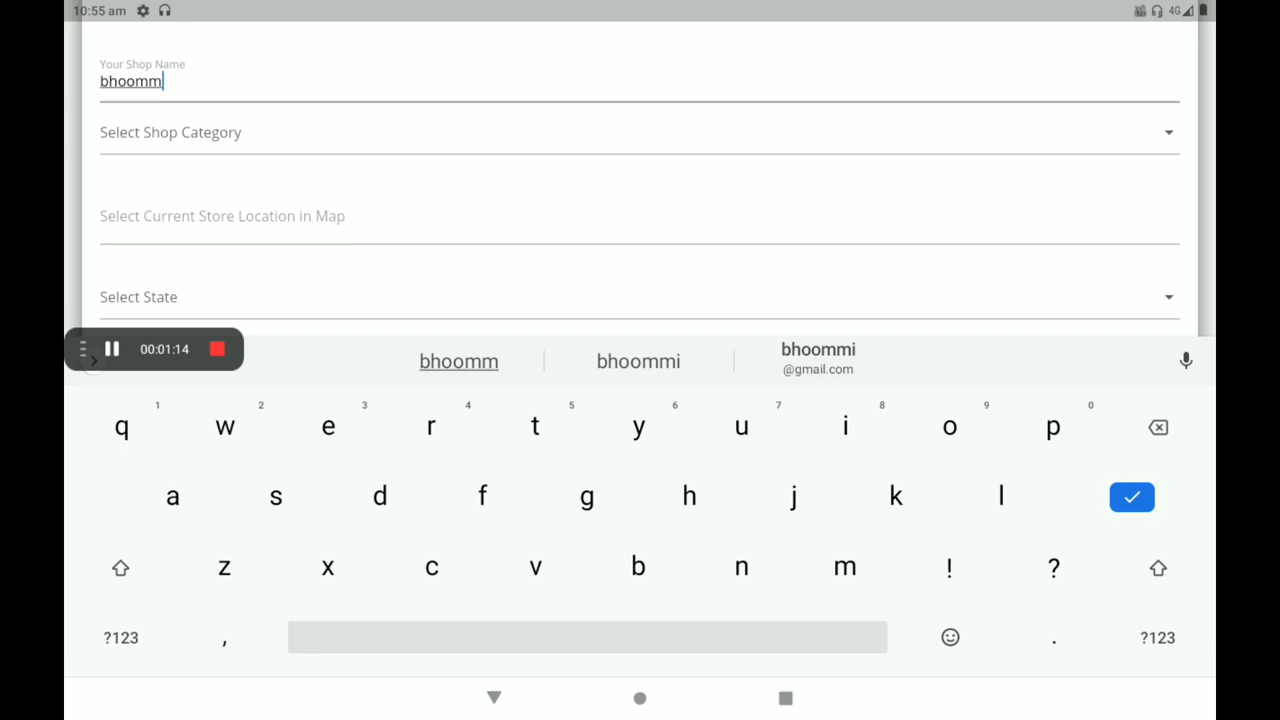 10:55 am 4G
Your Shop Name
bhoomm
Select Shop Category
Select Current Store Location in Map
Select State
00:01:14
bhoomm bhoommi bhoommi
@gmail.com
1 2 3 4 5 6 7 8 9 0
q w e r t y u i o p
a s d f g h j k l
z x c v b n m ! ?
?123 , . ?123